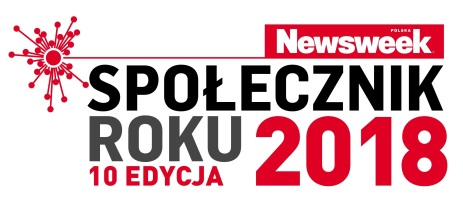 POLSKA
Newsweek
SPOŁECZNIK
ROKU 2018
10 EDYCJA